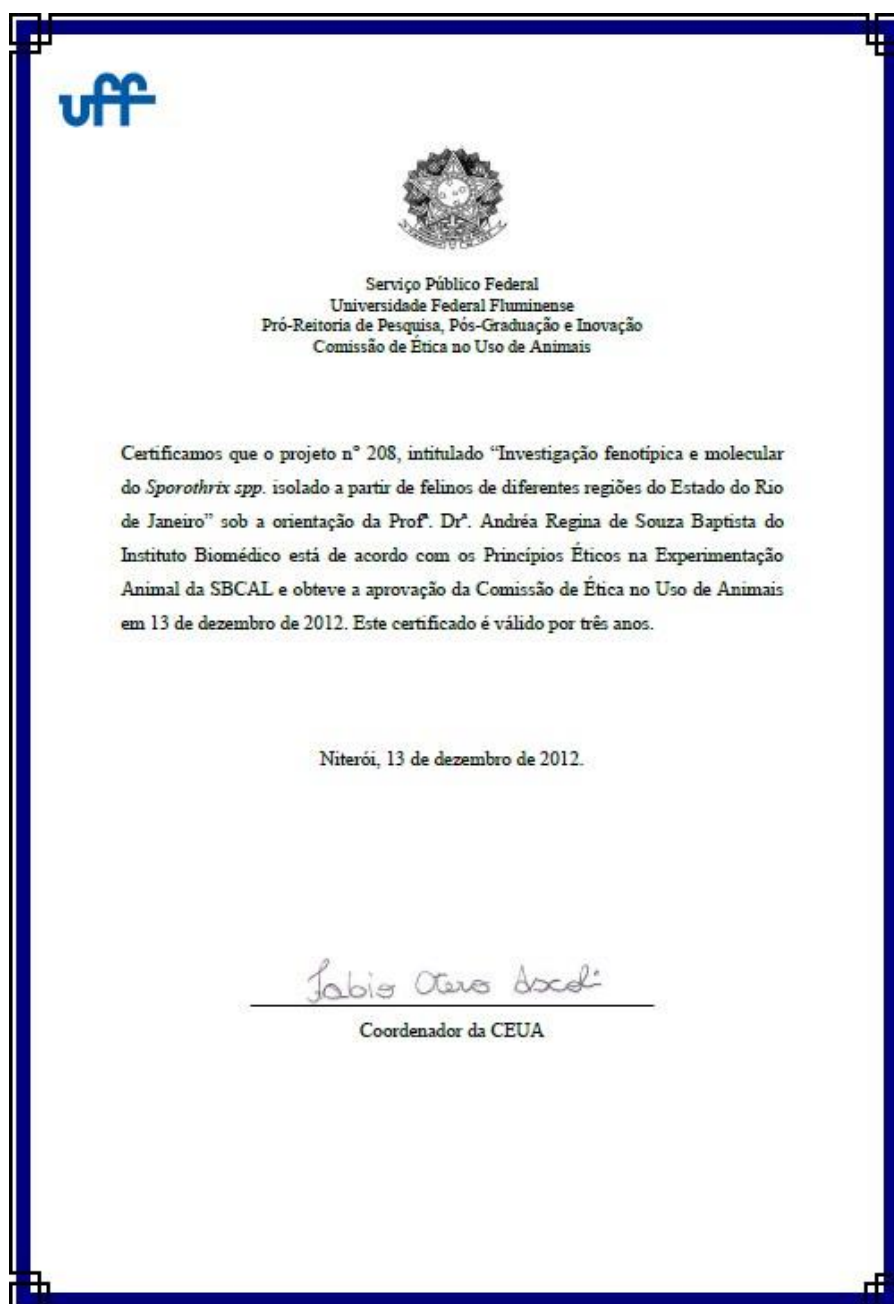 uff
Serviço Público Federal
Universidade Federal Fluminense
Pró-Reitoria de Pesquisa, Pós-Graduação e Inovação
Comissão de Ética no Uso de Animais
Certificamos que o projeto nº 208, intitulado “Investigação fenotípica e molecular
do Sporothrix spp. isolado a partir de felinos de diferentes regiões do Estado do Rio
de Janeiro” sob a orientação da Profª. Drª. Andréa Regina de Souza Baptista do
Instituto Biomédico está de acordo com os Princípios Éticos na Experimentação
Animal da SBCAL e obteve a aprovação da Comissão de Ética no Uso de Animais
em 13 de dezembro de 2012. Este certificado é válido por três anos.
Niterói, 13 de dezembro de 2012.
Fabio Otero Ascoli
Coordenador da CEUA